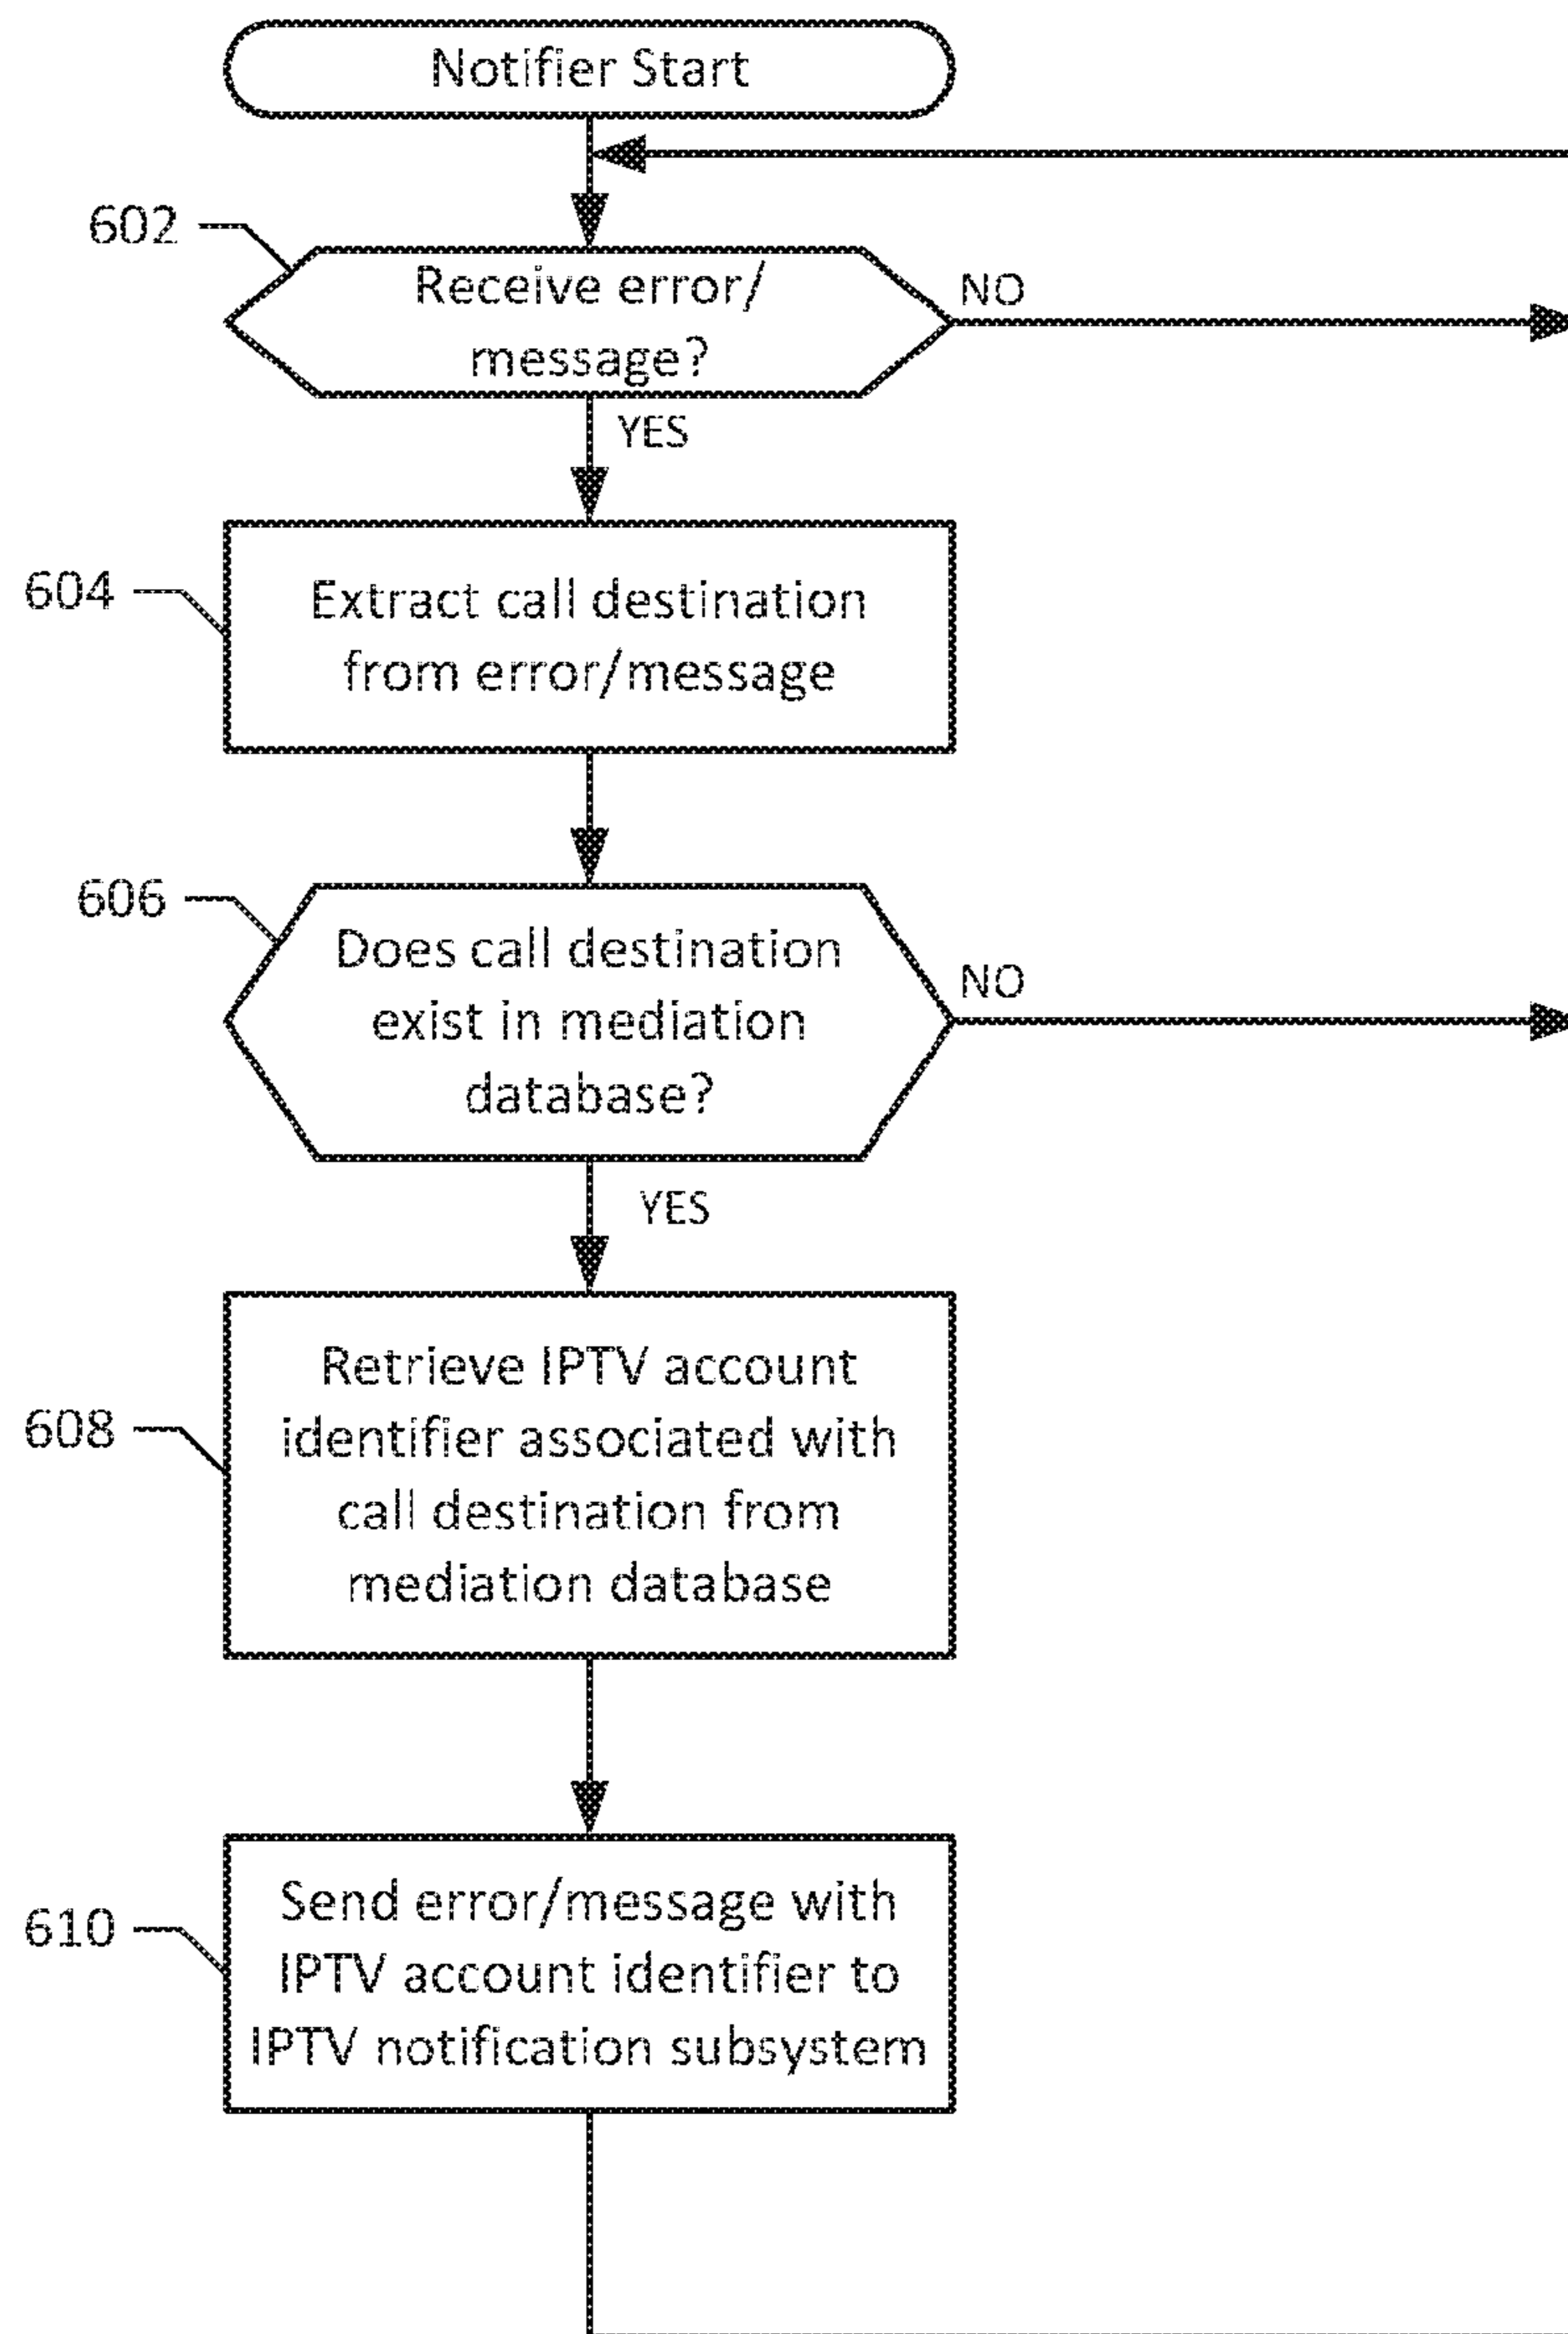 Notifier Start
602
Receive error/
message?
NO
YES
604
Extract call destination
from error/message
606
Does call destination
exist in mediation
database?
NO
YES
608
Retrieve IPTV account
identifier associated with
call destination from
mediation database
610
Send error/message with
IPTV account identifier to
IPTV notification subsystem